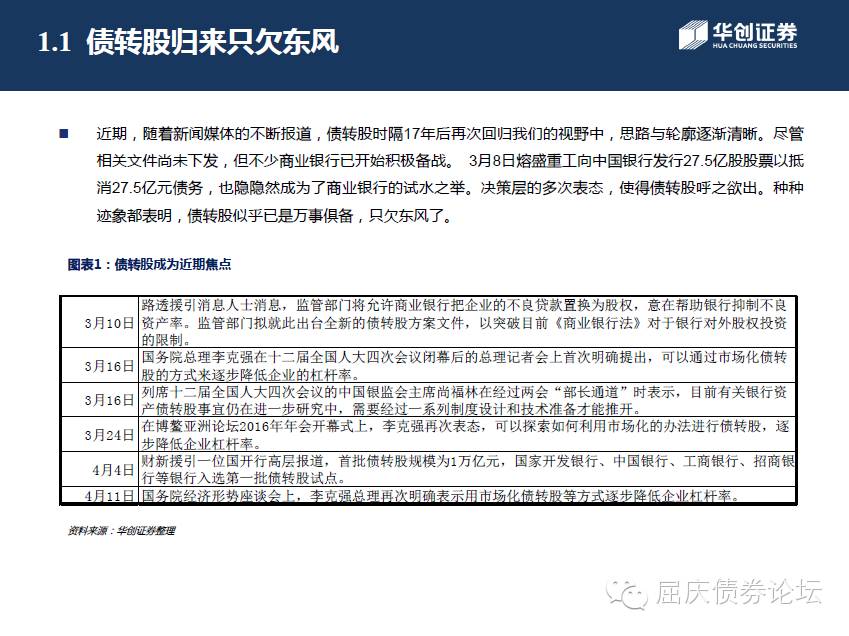 1.1 债转股归来只欠东风
华创证券
HUA CHUANG SECURITIES
■ 近期，随着新闻媒体的不断报道，债转股时隔17年后再次回归我们的视野中，思路与轮廓逐渐清晰。尽管
相关文件尚未下发，但不少商业银行已开始积极备战。 3月8日熔盛重工向中国银行发行27.5亿股股票以抵
消27.5亿元债务，也隐隐然成为了商业银行的试水之举。决策层的多次表态，使得债转股呼之欲出。种种
迹象都表明，债转股似乎已是万事俱备，只欠东风了。
图表1：债转股成为近期焦点
路透援引消息人士消息，监管部门将允许商业银行把企业的不良贷款置换为股权，意在帮助银行抑制不良
3月10日 资产率。监管部门拟就此出台全新的债转股方案文件，以突破目前《商业银行法》对于银行对外股权投资
的限制。
3月16日 国务院总理李克强在十二届全国人大四次会议闭幕后的总理记者会上首次明确提出，可以通过市场化债转
股的方式来逐步降低企业的杠杆率。
3月16日 列席十二届全国人大四次会议的中国银监会主席尚福林在经过两会“部长通道”时表示，目前有关银行资
产债转股事宜仍在进一步研究中，需要经过一系列制度设计和技术准备才能推开。
3月24日 在博鳌亚洲论坛2016年年会开幕式上，李克强再次表态，可以探索如何利用市场化的办法进行债转股，逐
步降低企业杠杆率。
4月4日 财新援引一位国开行高层报道，首批债转股规模为1万亿元，国家开发银行、中国银行、工商银行、招商银
行等银行入选第一批债转股试点。
4月11日 国务院经济形势座谈会上，李克强总理再次明确表示用市场化债转股等方式逐步降低企业杠杆率。
资料来源：华创证券整理
屈庆债券论坛